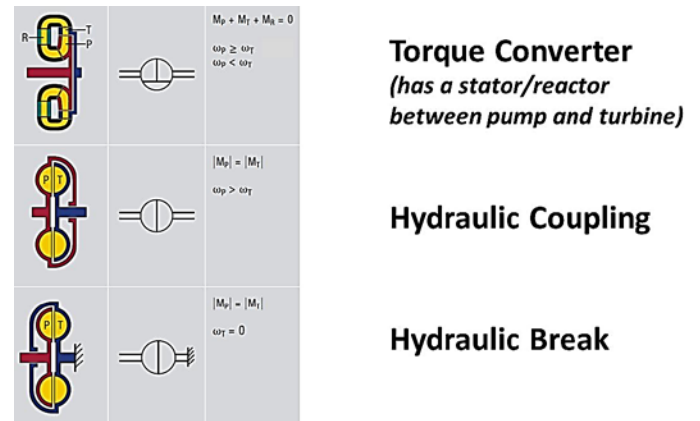 R
T
P
M_P + M_T + M_R = 0
ω_P ≥ ω_T
ω_P < ω_T
Torque Converter
(has a stator/reactor
between pump and turbine)
P T
|M_P| = |M_T|
ω_P > ω_T
Hydraulic Coupling
P T
|M_P| = |M_T|
ω_T = 0
Hydraulic Break